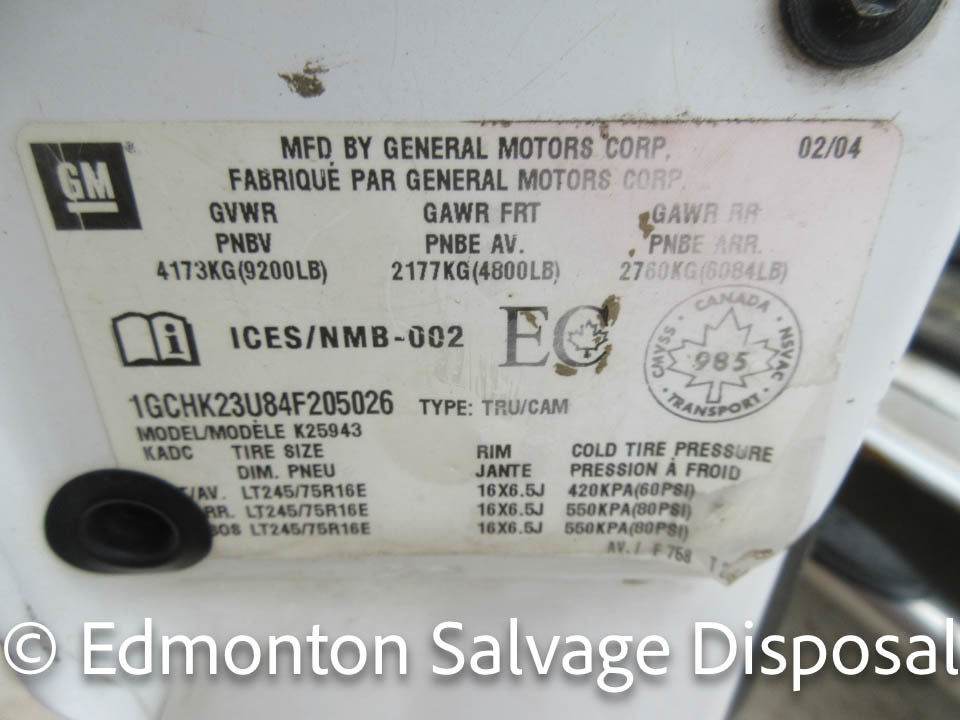 GM ® MFD BY GENERAL MOTORS CORP. 02/04
FABRIQUÉ PAR GENERAL MOTORS CORP.
GVWR GAWR FRT GAWR RR
PNBV PNBE AV. PNBE ARR.
4173KG(9200LB) 2177KG(4800LB) 2760KG(6084LB)
i ICES/NMB-002 EC
CANADA
CMVSS 985 NSVAC
TRANSPORT
1GCHK23U84F205026 TYPE: TRU/CAM
MODEL/MODÈLE K25943
KADC TIRE SIZE RIM COLD TIRE PRESSURE
DIM. PNEU JANTE PRESSION À FROID
/AV. LT245/75R16E 16X6.5J 420KPA(60PSI)
RR. LT245/75R16E 16X6.5J 550KPA(80PSI)
SOS LT245/75R16E 16X6.5J 550KPA(80PSI)
F 758
© Edmonton Salvage Disposal